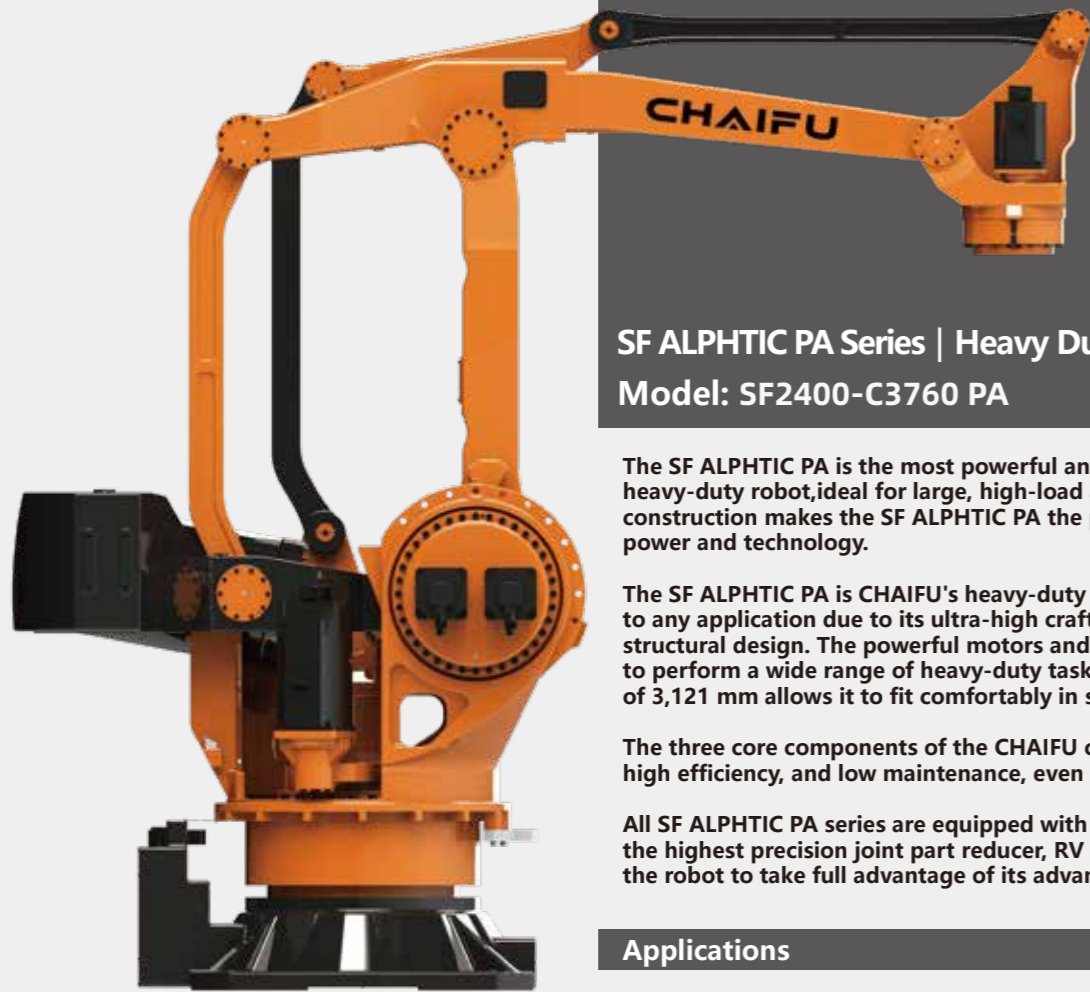 CHAIFU
SF ALPHTIC PA Series | Heavy Du
Model: SF2400-C3760 PA
The SF ALPHTIC PA is the most powerful an
heavy-duty robot,ideal for large, high-load
construction makes the SF ALPHTIC PA the
power and technology.
The SF ALPHTIC PA is CHAIFU's heavy-duty
to any application due to its ultra-high craft
structural design. The powerful motors and
to perform a wide range of heavy-duty task
of 3,121 mm allows it to fit comfortably in s
The three core components of the CHAIFU c
high efficiency, and low maintenance, even
All SF ALPHTIC PA series are equipped with
the highest precision joint part reducer, RV
the robot to take full advantage of its advan
Applications